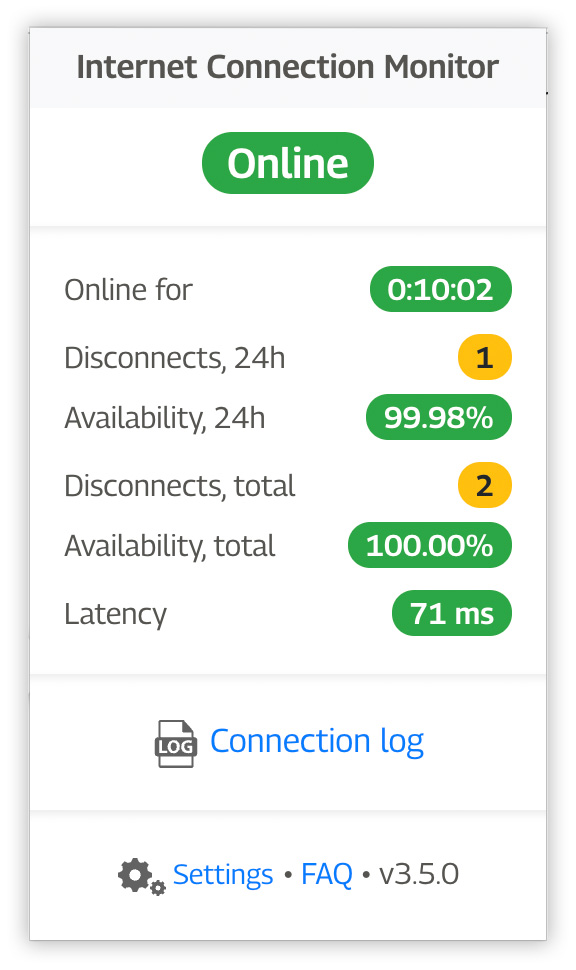 Internet Connection Monitor
Online
Online for 0:10:02
Disconnects, 24h 1
Availability, 24h 99.98%
Disconnects, total 2
Availability, total 100.00%
Latency 71 ms
LOG Connection log
Settings • FAQ • v3.5.0